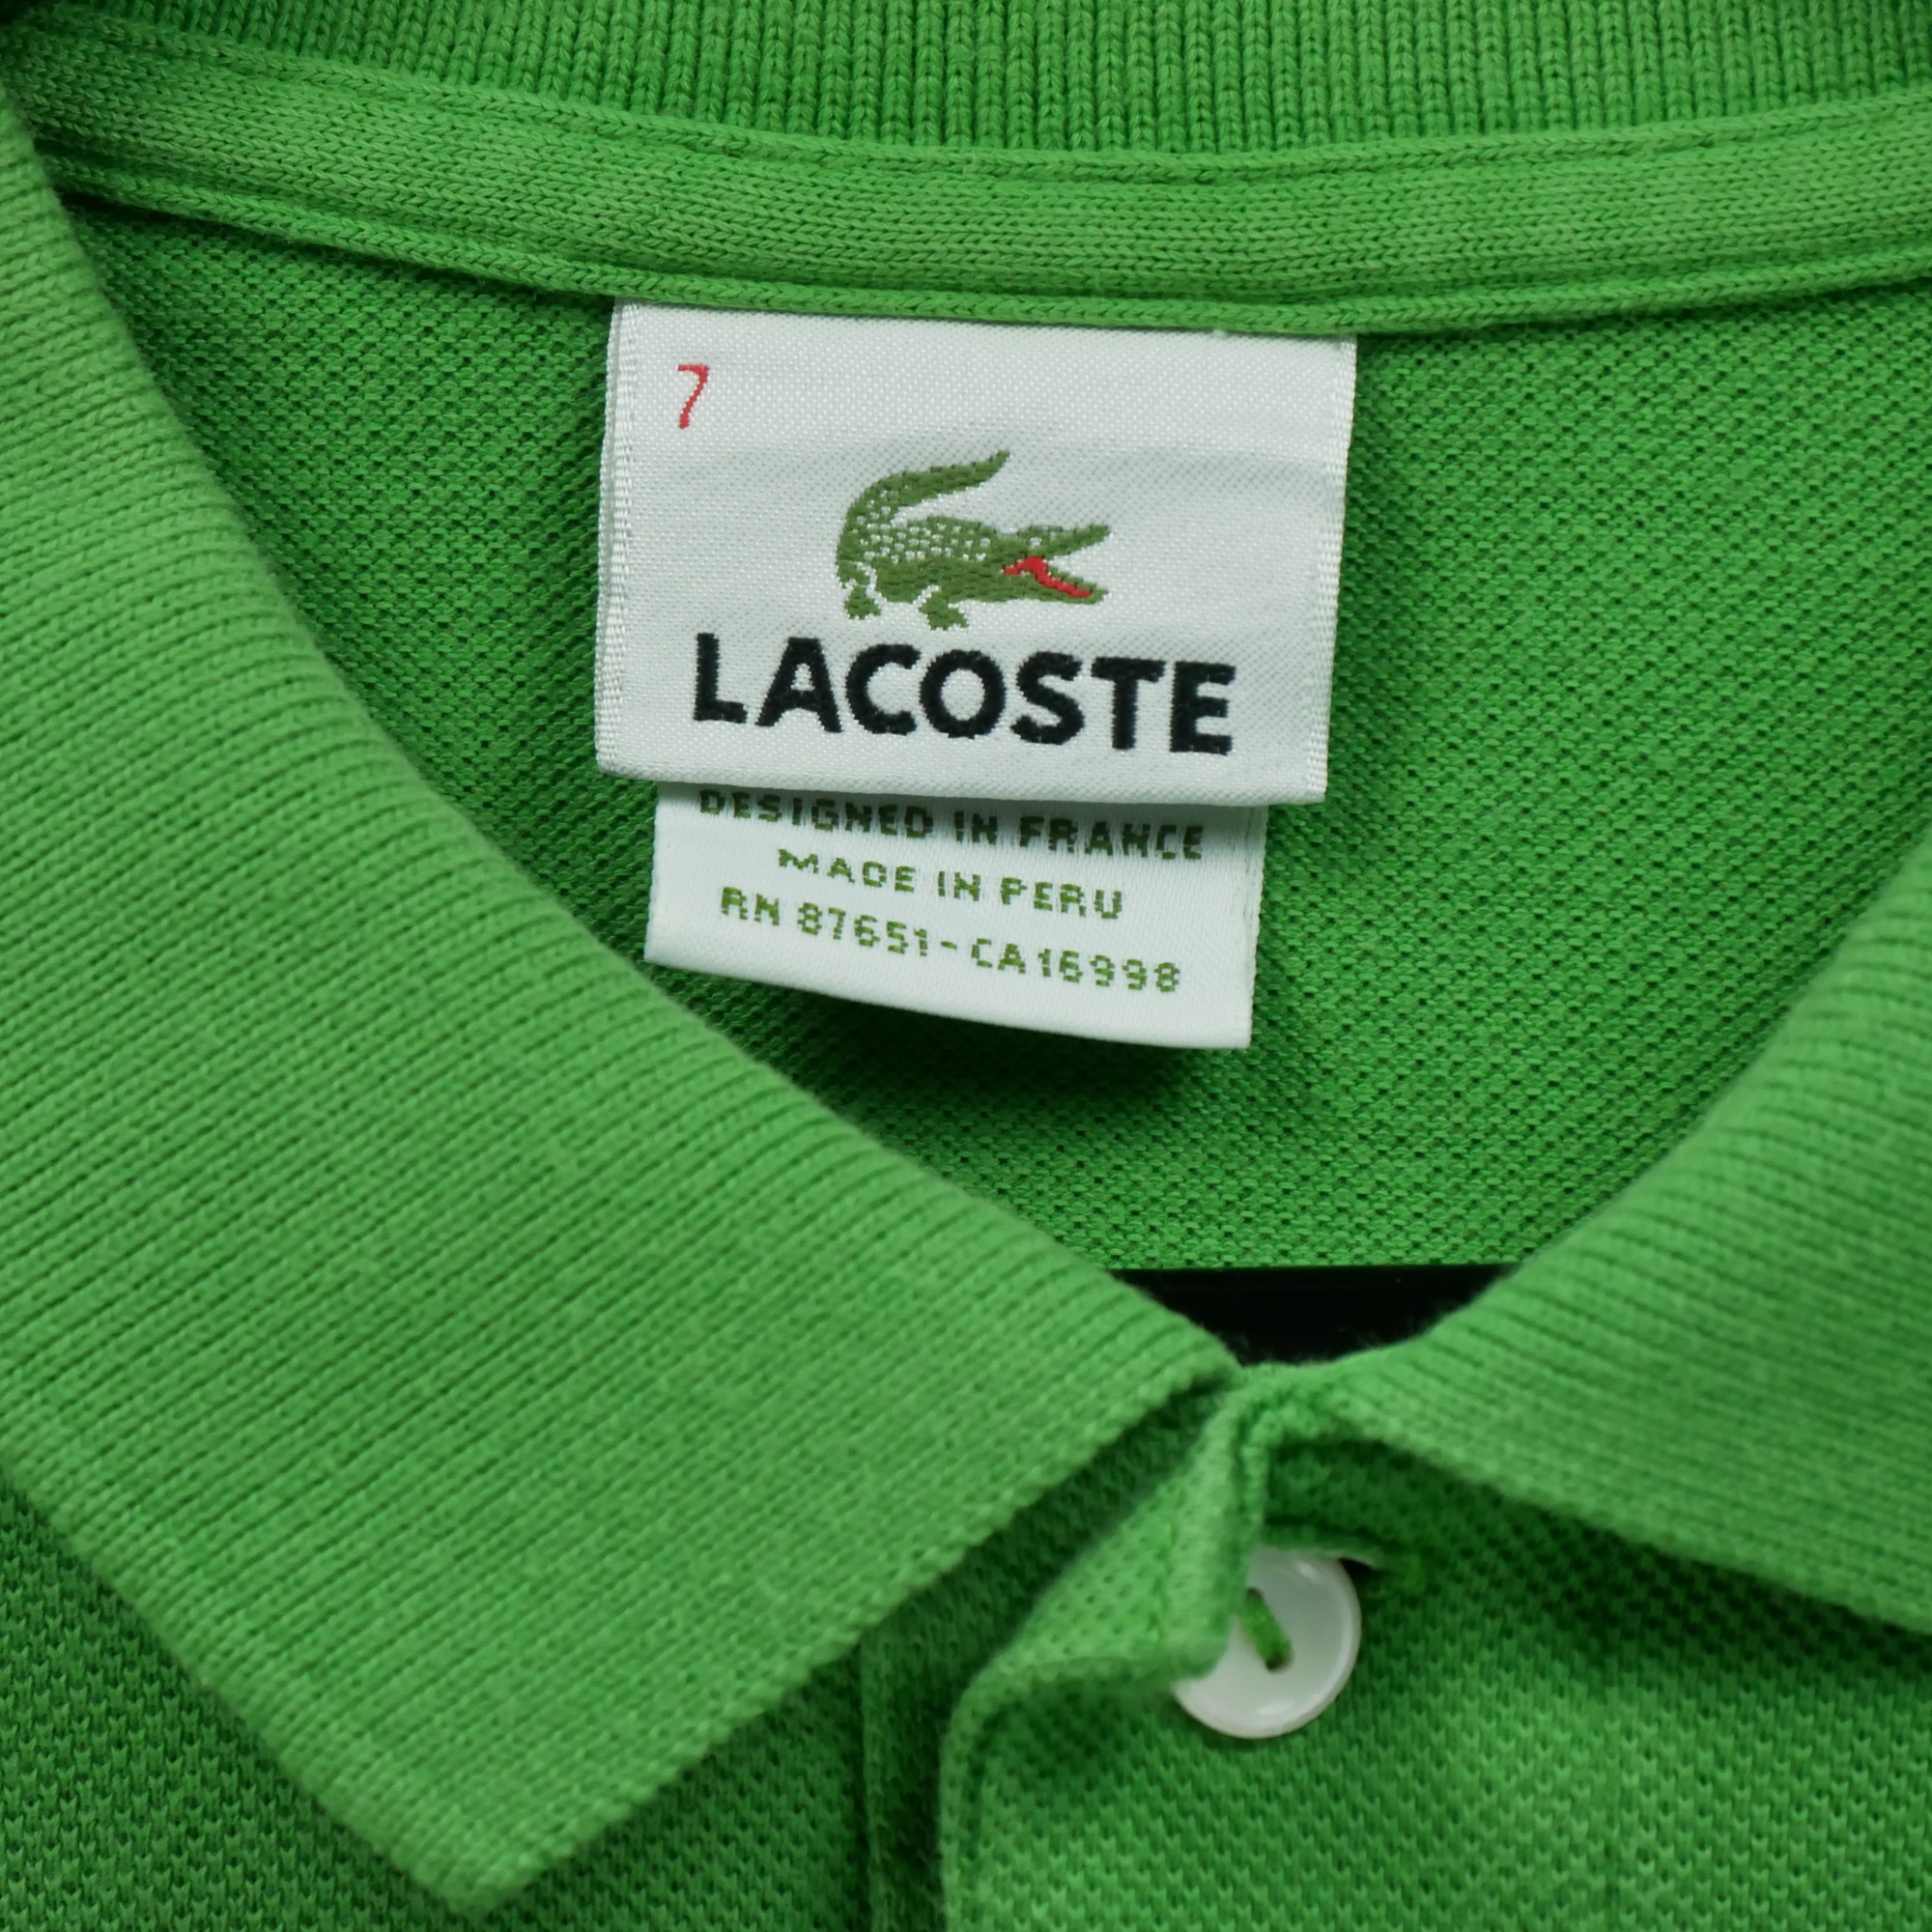 7
LACOSTE
DESIGNED IN FRANCE
MADE IN PERU
RN 87651-CA16998